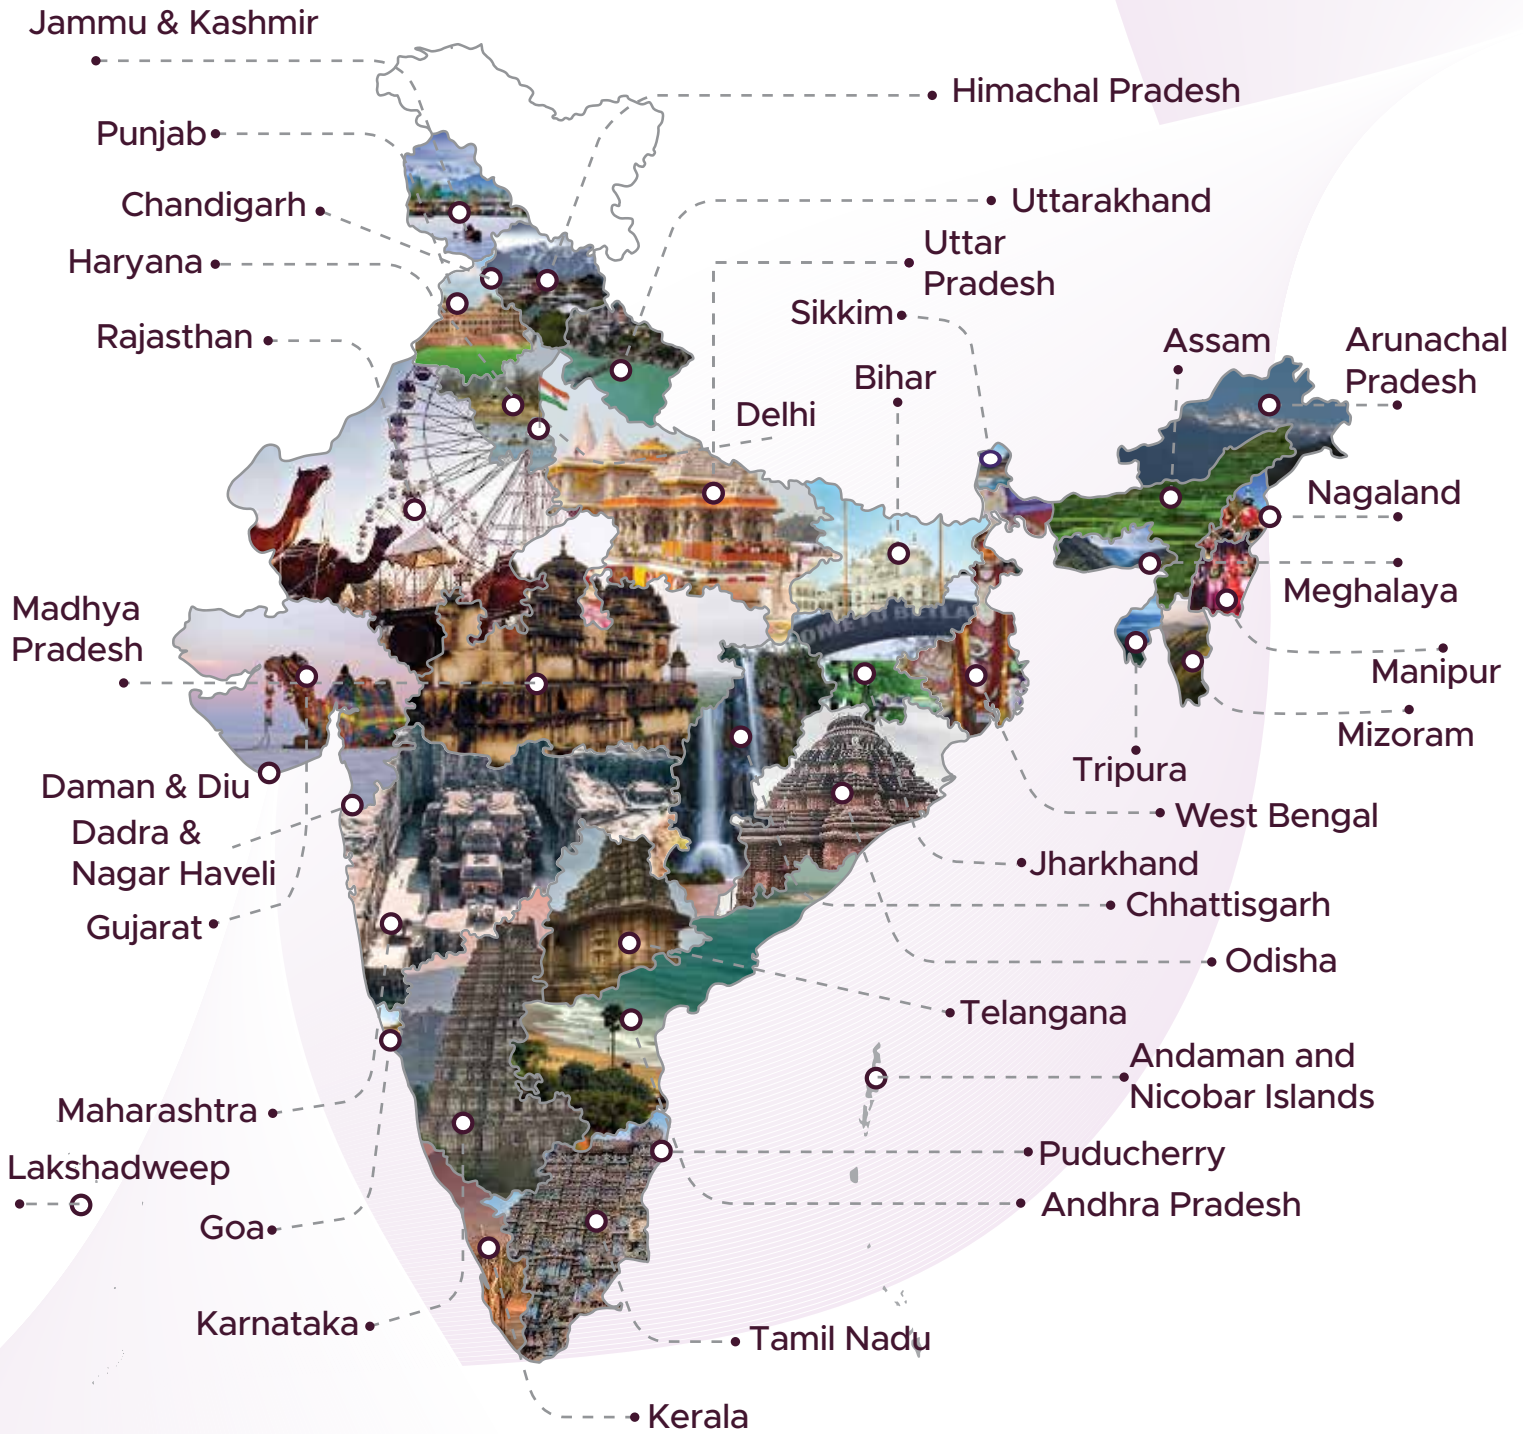 Jammu & Kashmir
Himachal Pradesh
Punjab
Chandigarh
Uttarakhand
Haryana
Uttar
Pradesh
Sikkim
Rajasthan
Assam
Arunachal
Pradesh
Bihar
Delhi
Nagaland
Meghalaya
Madhya
Pradesh
Manipur
Mizoram
Tripura
Daman & Diu
West Bengal
Dadra &
Nagar Haveli
Jharkhand
Chhattisgarh
Gujarat
Odisha
Telangana
Andaman and
Nicobar Islands
Maharashtra
Puducherry
Lakshadweep
Andhra Pradesh
Goa
Karnataka
Tamil Nadu
Kerala